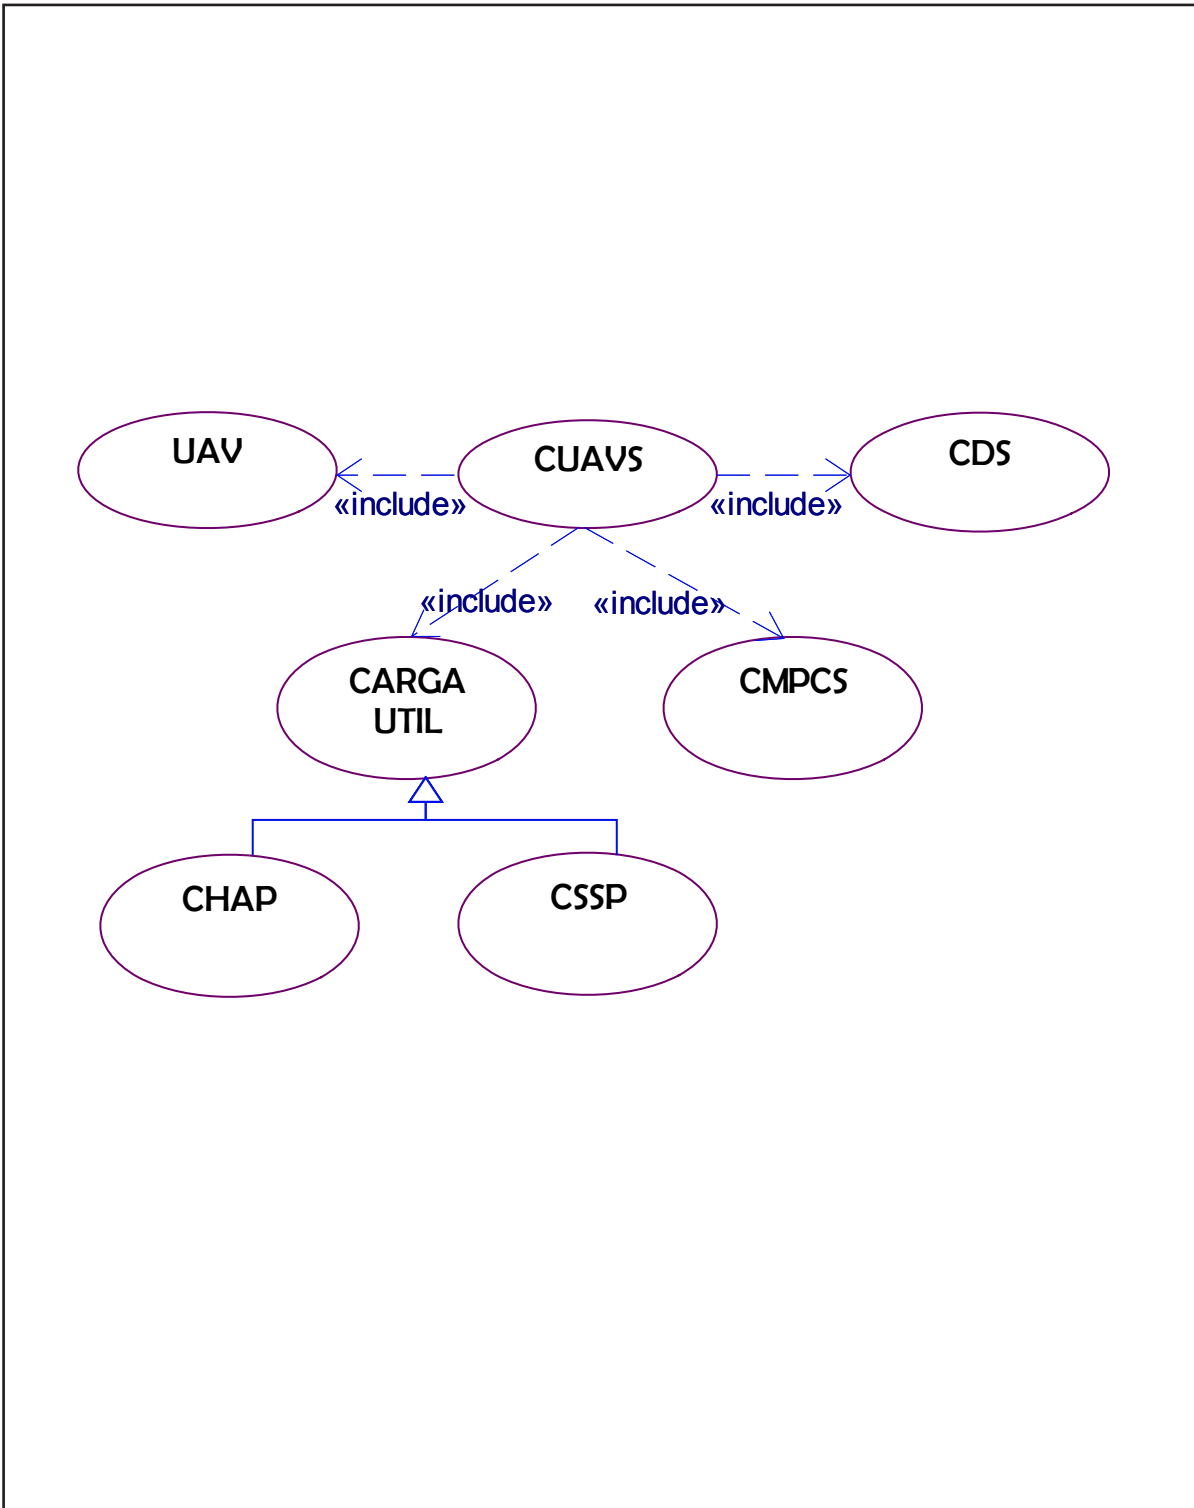 UAV
CUAVS
CDS
«include»
«include»
«include»
«include»
CARGA
UTIL
CMPCS
CHAP
CSSP